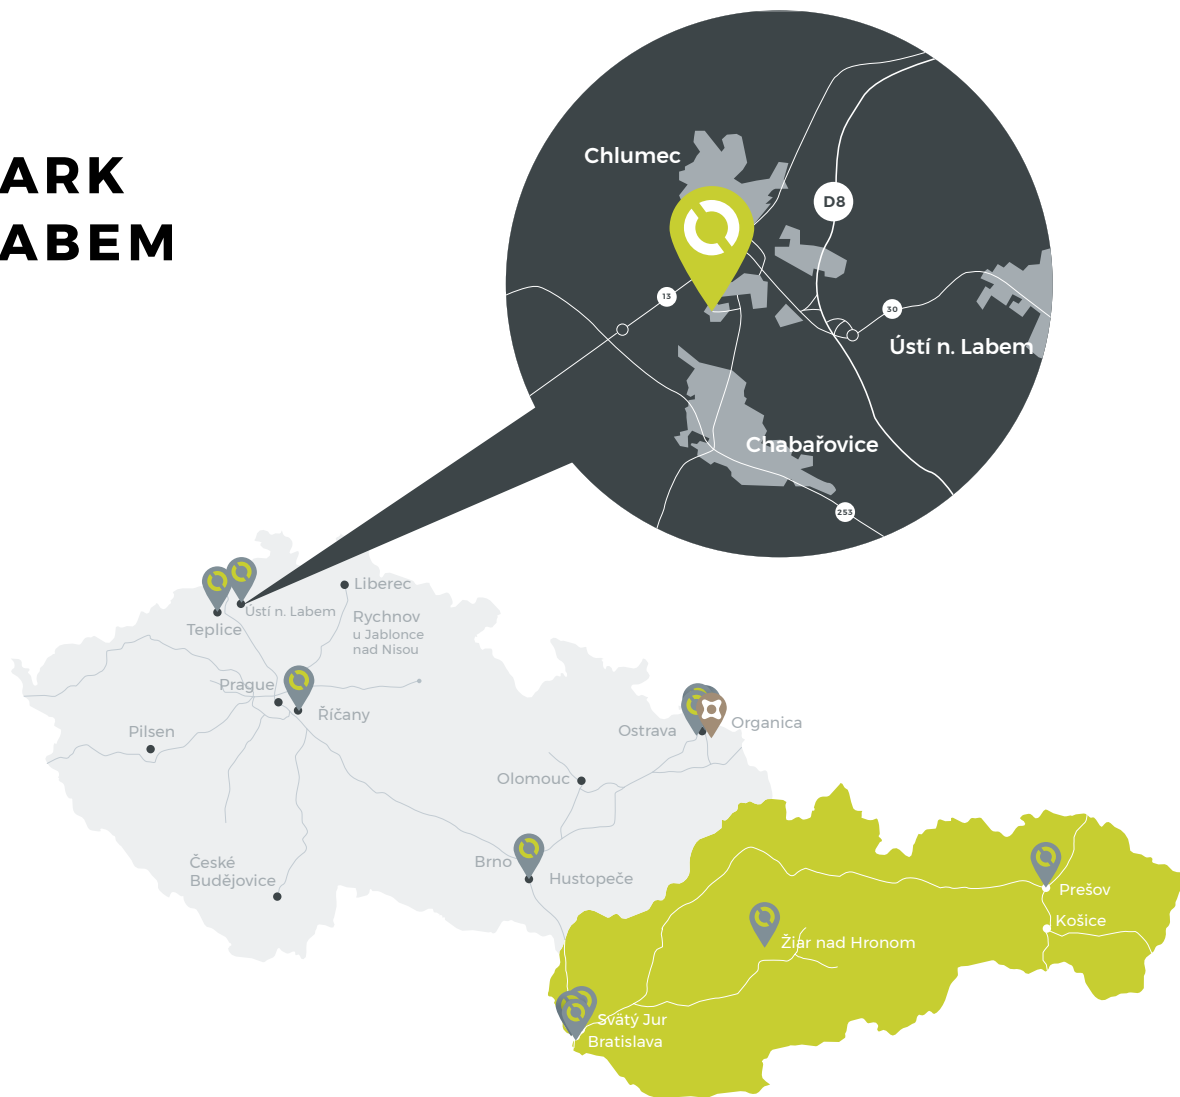 ARK
ABEM
Chlumec
D8
13
30
Ústí n. Labem
Chabařovice
253
Liberec
Ústí n. Labem
Rychnov
u Jablonce
nad Nisou
Teplice
Prague
Říčany
Pilsen
Ostrava
Organica
Olomouc
České
Budějovice
Brno
Hustopeče
Prešov
Košice
Žiar nad Hronom
Svätý Jur
Bratislava